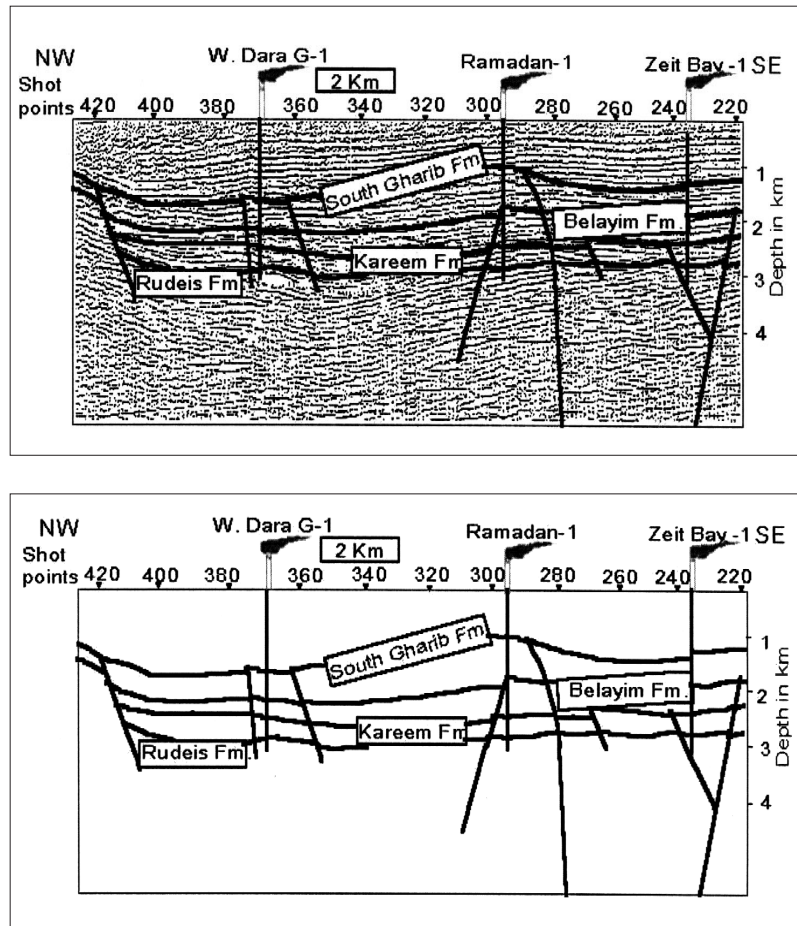 W. Dara G-1
Ramadan-1
Zeit Bay -1 SE
NW
2 Km
Shot
points
420 400 380 360 340 320 300 280 260 240 220
South Gharib Fm
Belayim Fm.
Kareem Fm
Rudeis Fm.
1
2
3
4
Depth in km
W. Dara G-1
Ramadan-1
Zeit Bay -1 SE
NW
2 Km
Shot
points
420 400 380 360 340 320 300 280 260 240 220
South Gharib Fm.
Belayim Fm.
Kareem Fm
Rudeis Fm.
1
2
3
4
Depth in km